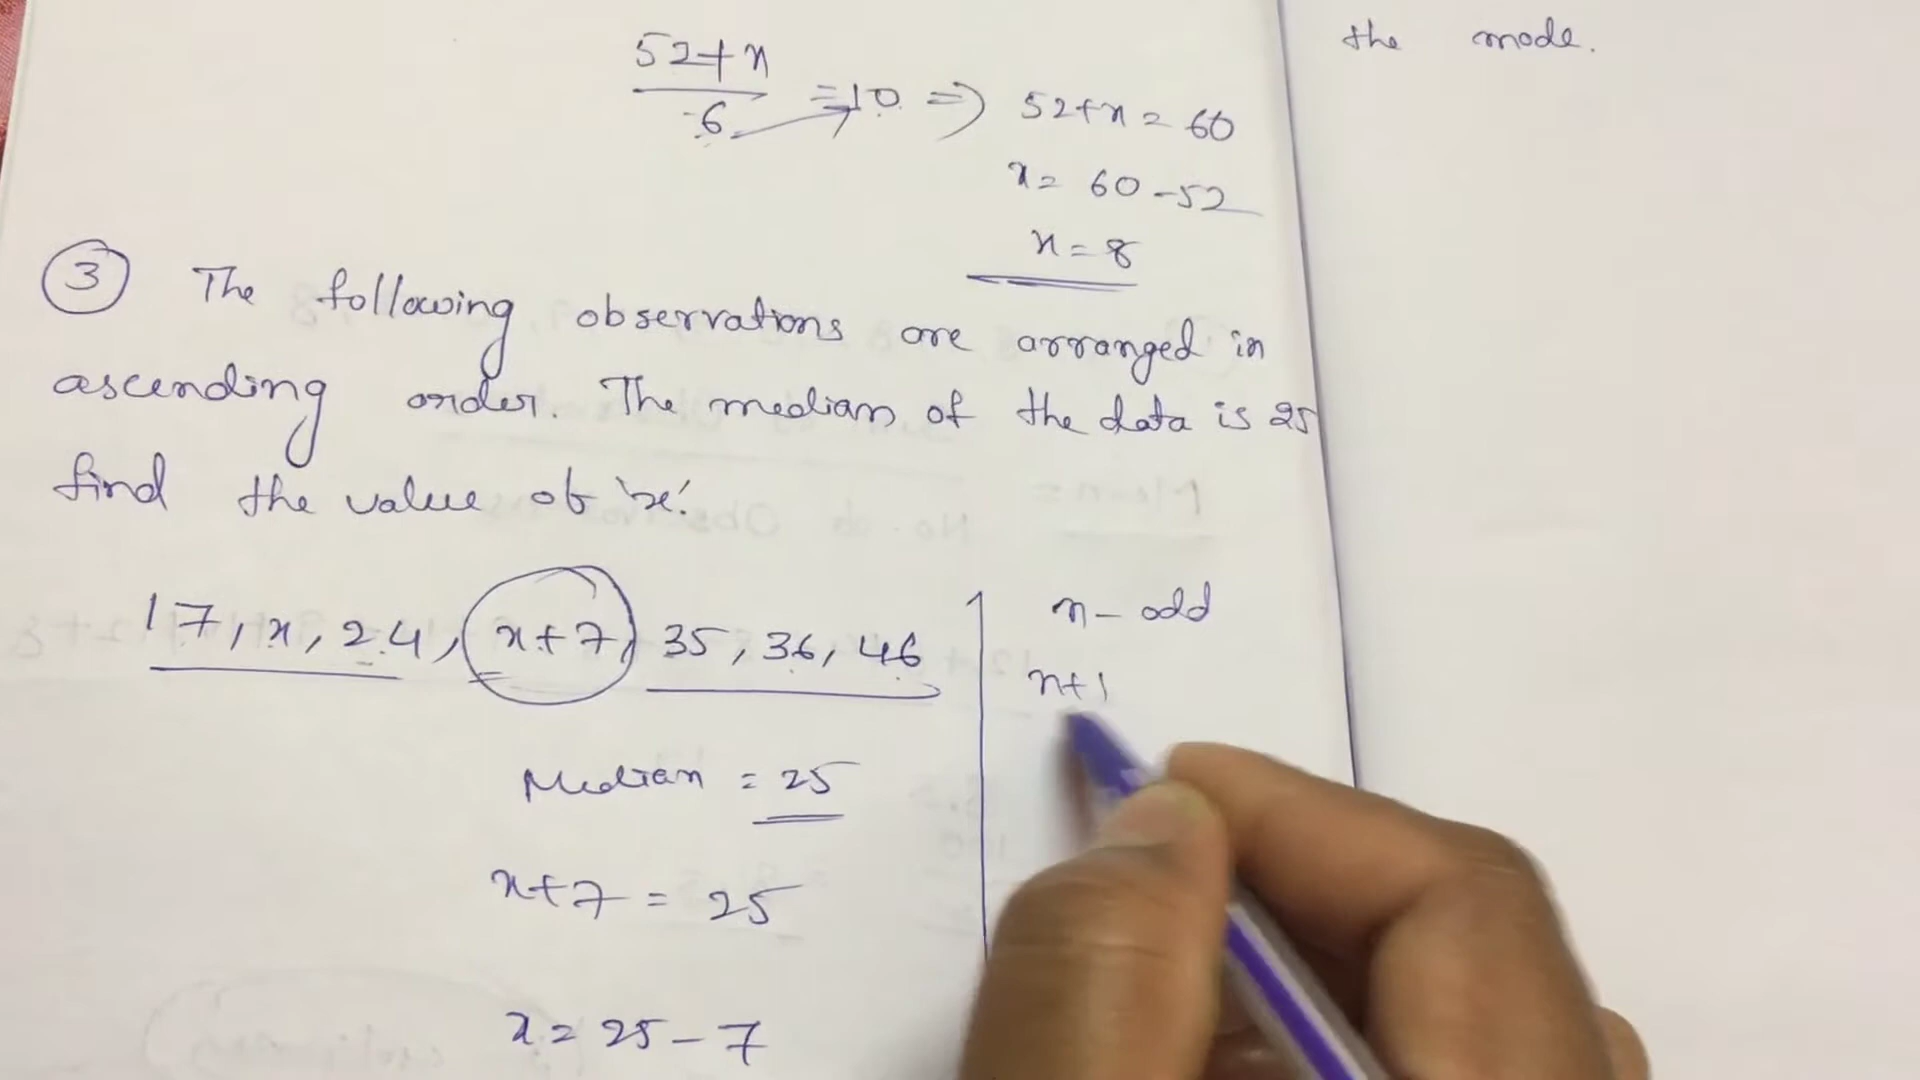 52+x
6
=10 => 52+x = 60
x = 60 - 52
x = 8
3 The following observations are arranged in
ascending order. The median of the data is 25
find the value of 'x'.
17, x, 24, x+7, 35, 36, 46
Median = 25
x+7 = 25
x = 25 - 7
n - odd
n+1
the mode.